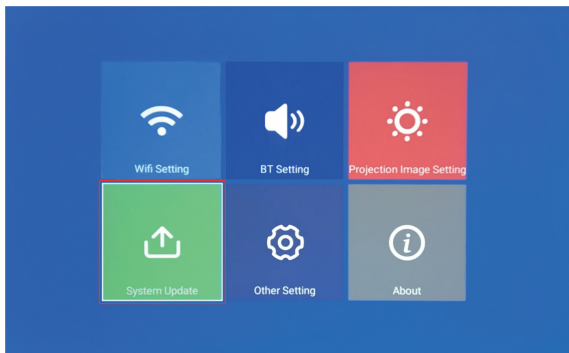 Wifi Setting
BT Setting
Projection Image Setting
System Update
Other Setting
About